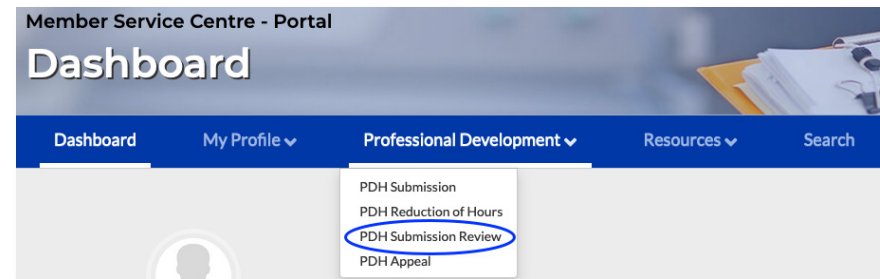 Member Service Centre - Portal
Dashboard
Dashboard My Profile Professional Development Resources Search
PDH Submission
PDH Reduction of Hours
PDH Submission Review
PDH Appeal